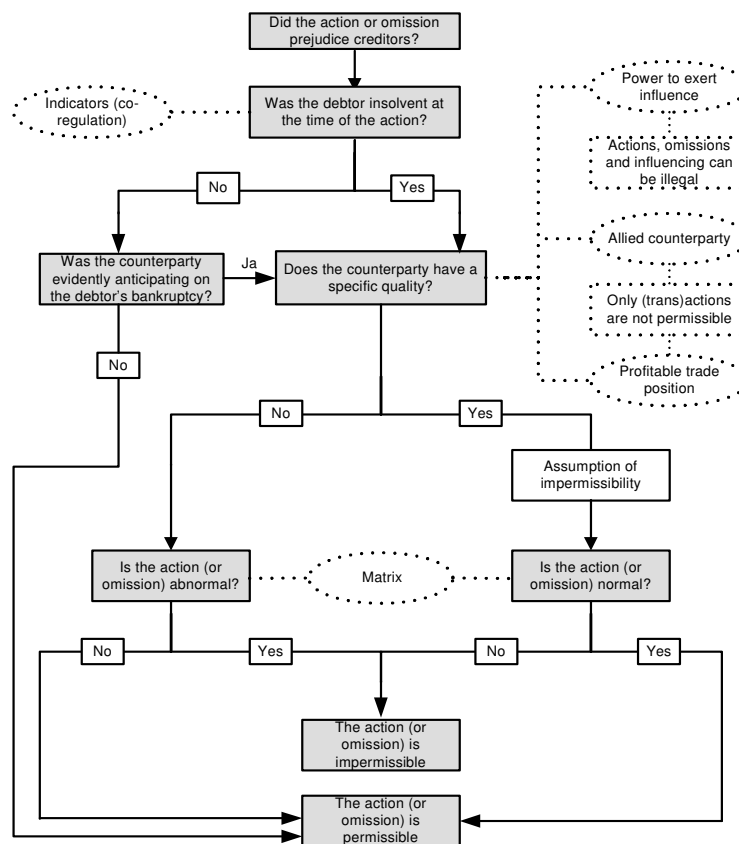 Did the action or omission
prejudice creditors?
Power to exert
influence
Indicators (co-
regulation)
Was the debtor insolvent at
the time of the action?
Actions, omissions
and influencing can
be illegal
No
Yes
Allied counterparty
Was the counterparty
evidently anticipating on
the debtor's bankruptcy?
Ja
Does the counterparty have a
specific quality?
Only (trans)actions
are not permissible
No
Profitable trade
position
No
Yes
Assumption of
impermissibility
Is the action (or
omission) abnormal?
Matrix
Is the action (or
omission) normal?
No
Yes
No
Yes
The action (or
omission) is
impermissible
The action (or
omission) is
permissible